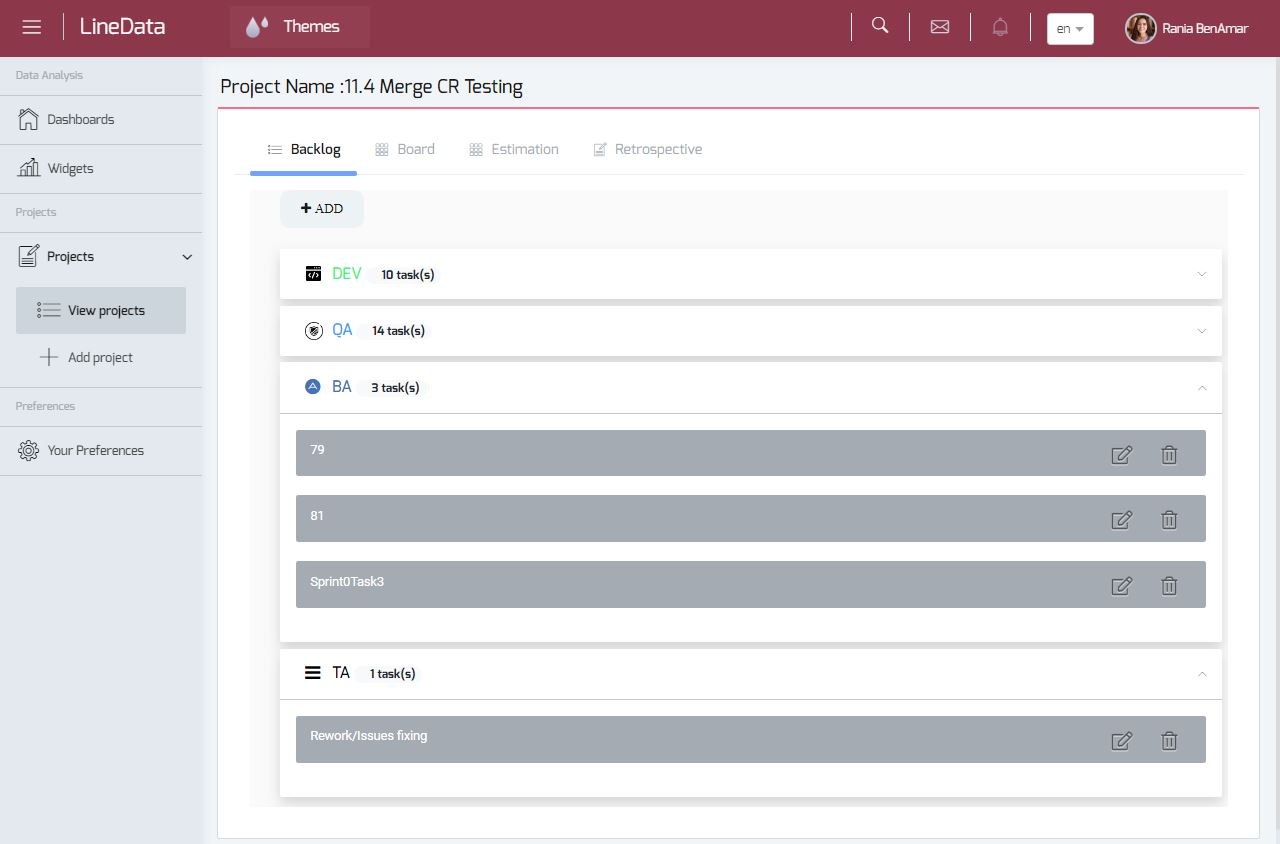 LineData
Themes
en
Rania BenAmar
Data Analysis
Dashboards
Widgets
Projects
Projects
View projects
Add project
Preferences
Your Preferences
Project Name :11.4 Merge CR Testing
Backlog
Board
Estimation
Retrospective
ADD
DEV 10 task(s)
QA 14 task(s)
BA 3 task(s)
79
81
Sprint0Task3
TA 1 task(s)
Rework/Issues fixing